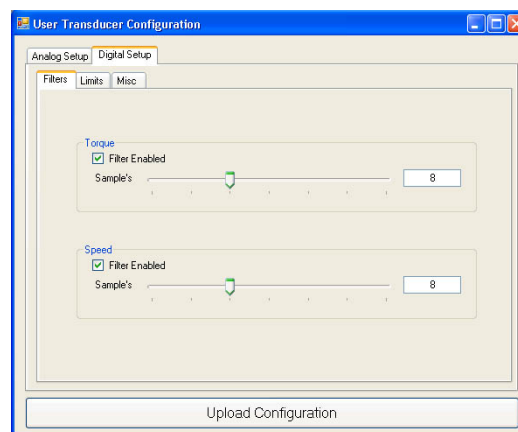 User Transducer Configuration
Analog Setup Digital Setup
Filters Limits Misc
Torque
Filter Enabled
Sample's 8
Speed
Filter Enabled
Sample's 8
Upload Configuration